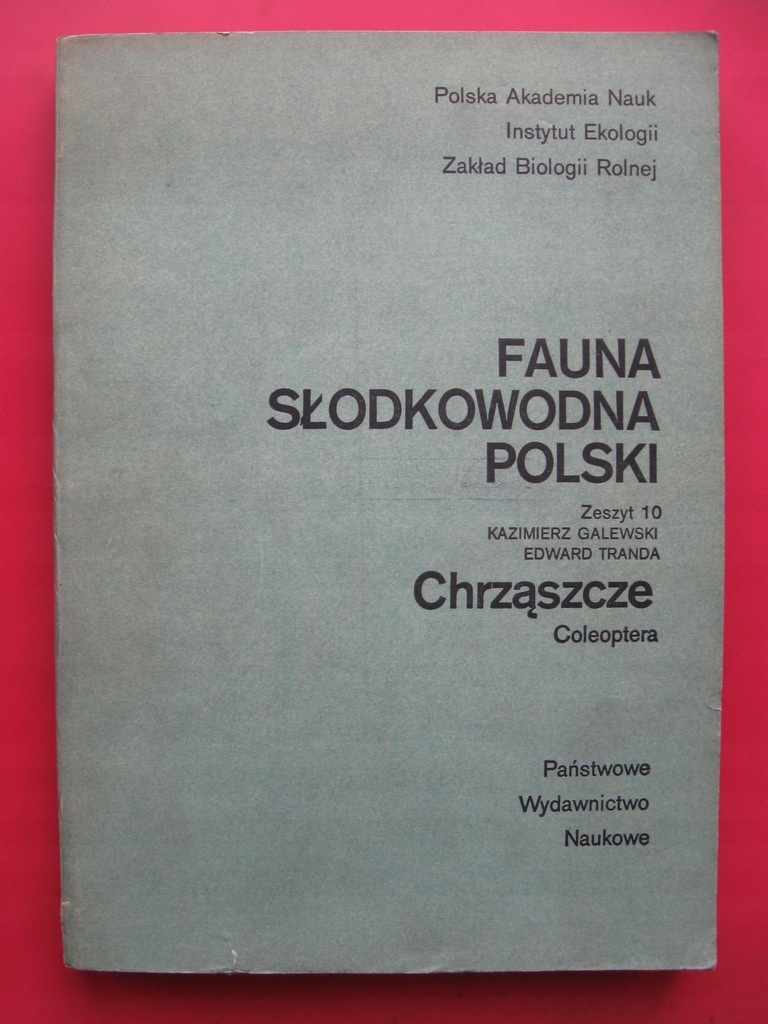 Polska Akademia Nauk
Instytut Ekologii
Zakład Biologii Rolnej
FAUNA
SŁODKOWODNA
POLSKI
Zeszyt 10
KAZIMIERZ GALEWSKI
EDWARD TRANDA
Chrząszcze
Coleoptera
Państwowe
Wydawnictwo
Naukowe